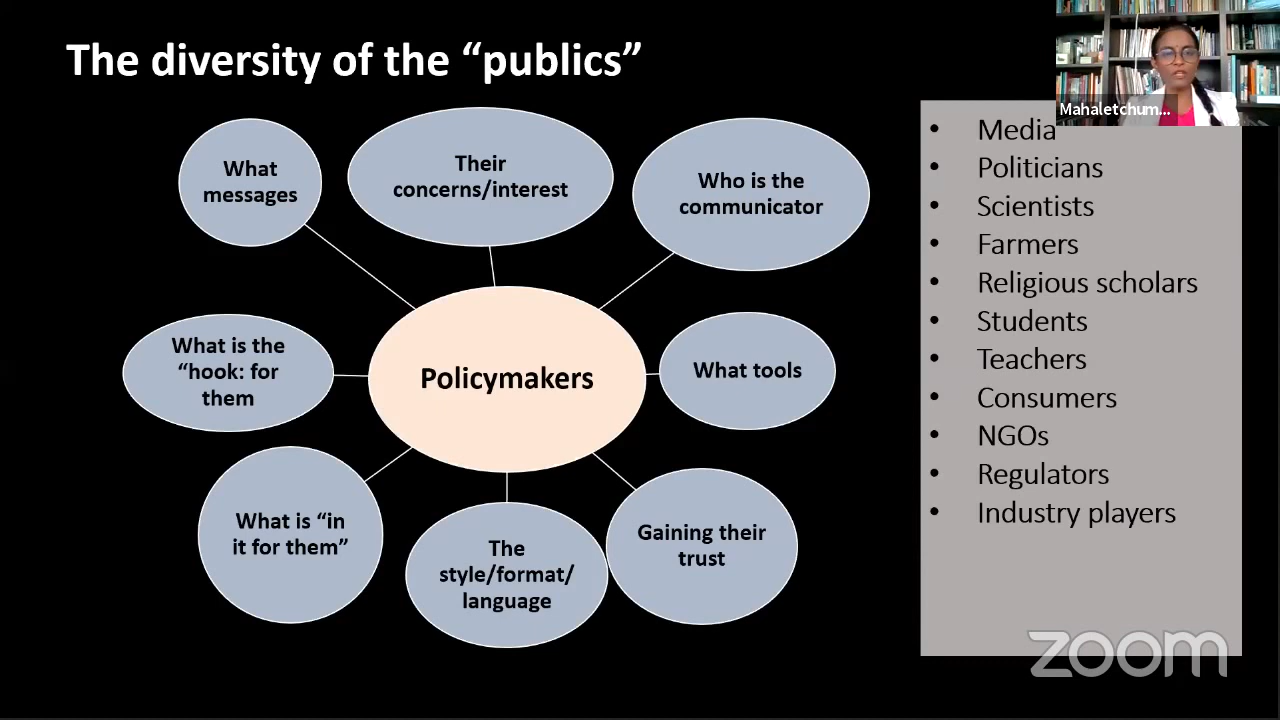 The diversity of the “publics”
Mahaletchum...
What
messages
Their
concerns/interest
Who is the
communicator
What is the
“hook: for
them
Policymakers
What tools
What is “in
it for them”
The
style/format/
language
Gaining their
trust
• Media
• Politicians
• Scientists
• Farmers
• Religious scholars
• Students
• Teachers
• Consumers
• NGOs
• Regulators
• Industry players
zoom